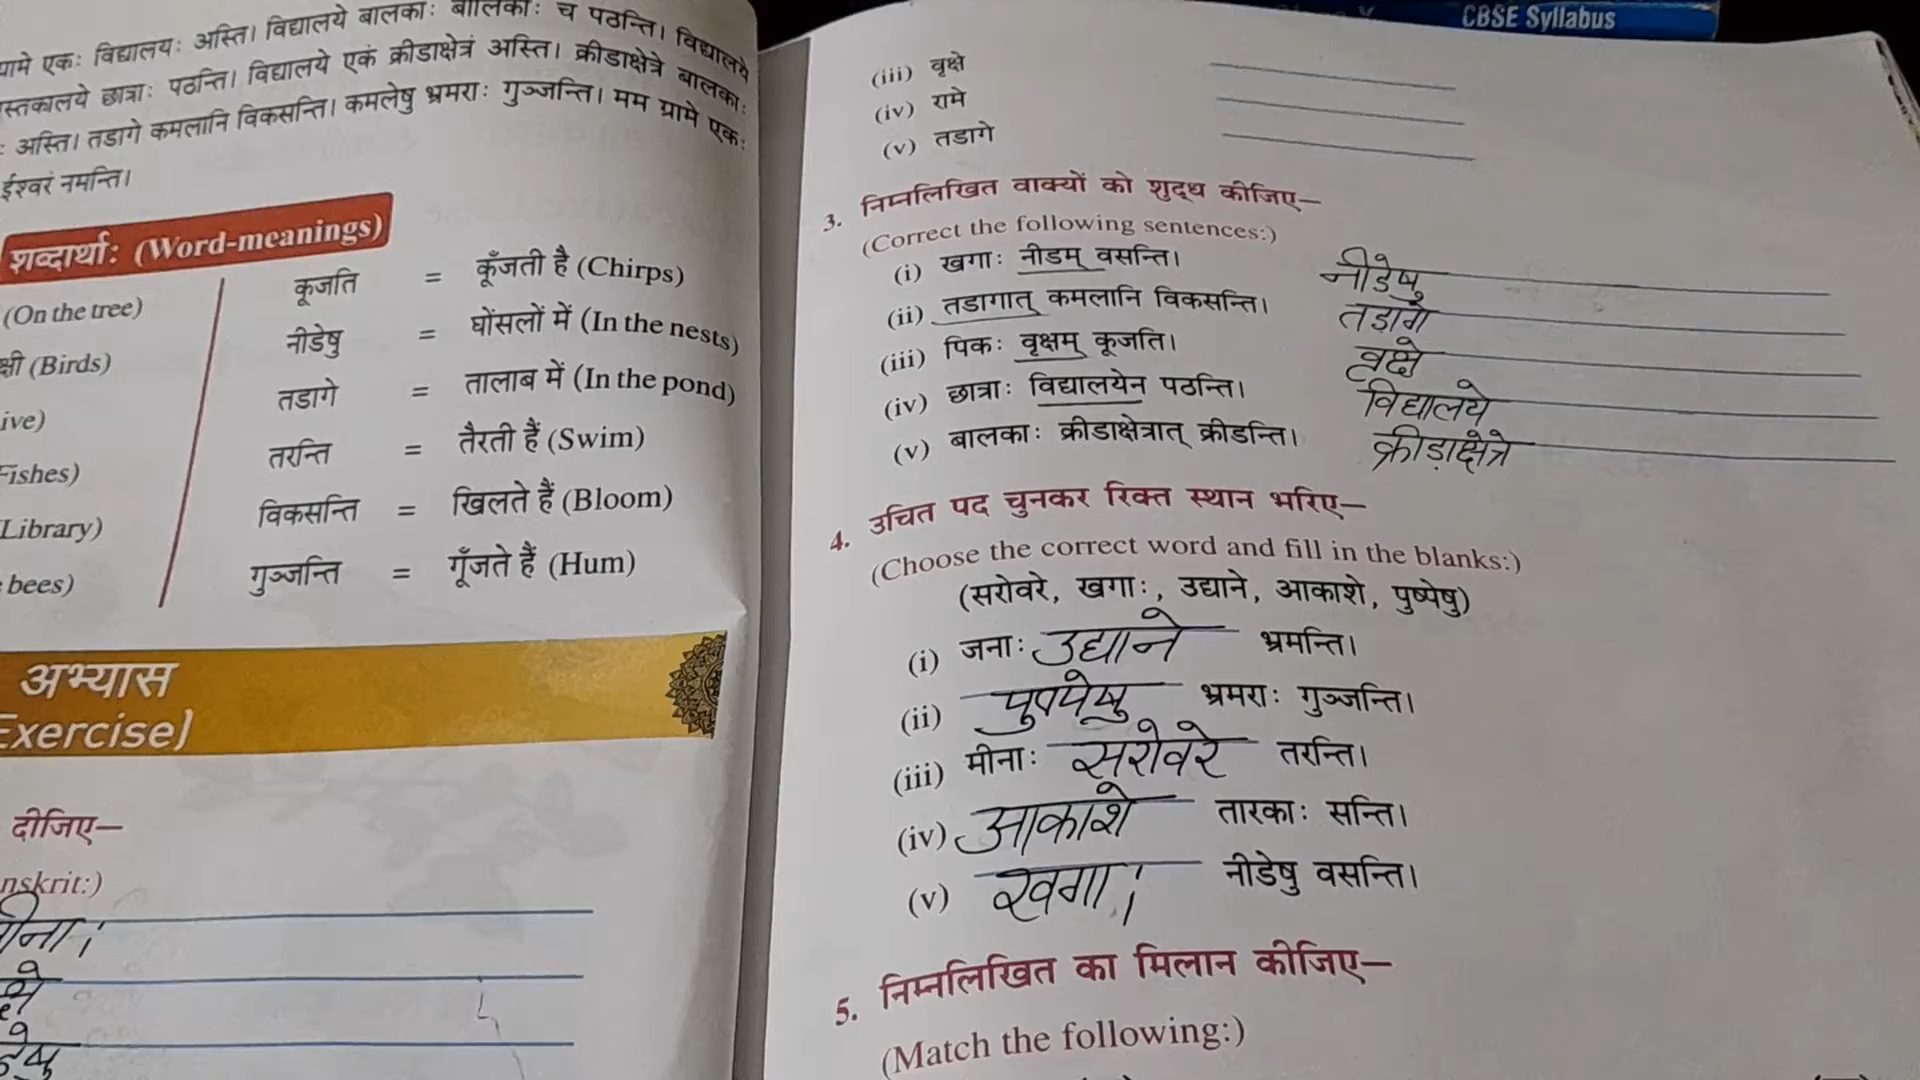 ग्रामे एकः विद्यालयः अस्ति। विद्यालये बालकाः बालिकाः च पठन्ति। विद्यालये
स्तकालये छात्राः पठन्ति। विद्यालये एकं क्रीडाक्षेत्रं अस्ति। क्रीडाक्षेत्रे बालकाः
: अस्ति। तडागे कमलानि विकसन्ति। कमलेषु भ्रमराः गुञ्जन्ति। मम ग्रामे एकः
ईश्वरं नमन्ति।
शब्दार्थाः (Word-meanings)
(On the tree)
क्षी (Birds)
ive)
Fishes)
Library)
bees)
कूजति = कूँजती है (Chirps)
नीडेषु = घोंसलों में (In the nests)
तडागे = तालाब में (In the pond)
तरन्ति = तैरती हैं (Swim)
विकसन्ति = खिलते हैं (Bloom)
गुञ्जन्ति = गूँजते हैं (Hum)
अभ्यास
Exercise)
दीजिए—
nskrit:)
मीनाः
CBSE Syllabus
(iii) वृक्षे
(iv) रामे
(v) तडागे
3. निम्नलिखित वाक्यों को शुद्ध कीजिए—
(Correct the following sentences:)
(i) खगाः नीडम् वसन्ति। नीडेषु
(ii) तडागात् कमलानि विकसन्ति। तडागे
(iii) पिकः वृक्षम् कूजति। वृक्षे
(iv) छात्राः विद्यालयेन पठन्ति। विद्यालये
(v) बालकाः क्रीडाक्षेत्रात् क्रीडन्ति। क्रीड़ाक्षेत्रे
4. उचित पद चुनकर रिक्त स्थान भरिए—
(Choose the correct word and fill in the blanks:)
(सरोवरे, खगाः, उद्याने, आकाशे, पुष्पेषु)
(i) जनाः उद्याने भ्रमन्ति।
(ii) पुष्पेषु भ्रमराः गुञ्जन्ति।
(iii) मीनाः सरोवरे तरन्ति।
(iv) आकाशे तारकाः सन्ति।
(v) खगाः नीडेषु वसन्ति।
5. निम्नलिखित का मिलान कीजिए—
(Match the following:)